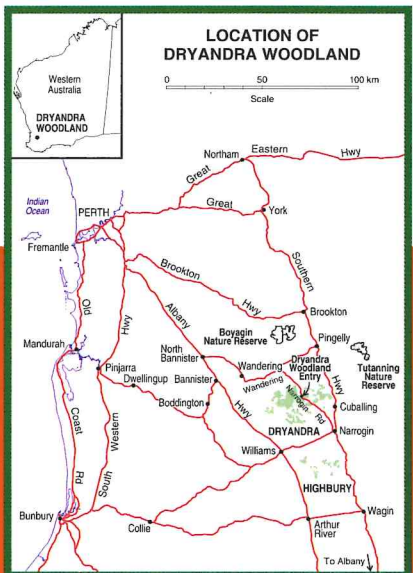 LOCATION OF
DRYANDRA WOODLAND
0 50 100 km
Scale
Western
Australia
DRYANDRA
WOODLAND
Northam
Great Eastern Hwy
Indian
Ocean
PERTH
Great
York
Fremantle
Southern
Brookton
Hwy
Old
Hwy
Albany
Brookton
Boyagin
Nature Reserve
Pingelly
Mandurah
North
Bannister
Dryandra
Woodland
Entry
Tutanning
Nature
Reserve
Pinjarra
Wandering
Dwellingup
Bannister
Wandering
Narrogin Rd
Hwy
Boddington
Hwy
Cuballing
DRYANDRA
Narrogin
Coast
Western
Williams
Rd
South
HIGHBURY
Bunbury
Wagin
Collie
Arthur
River
To Albany